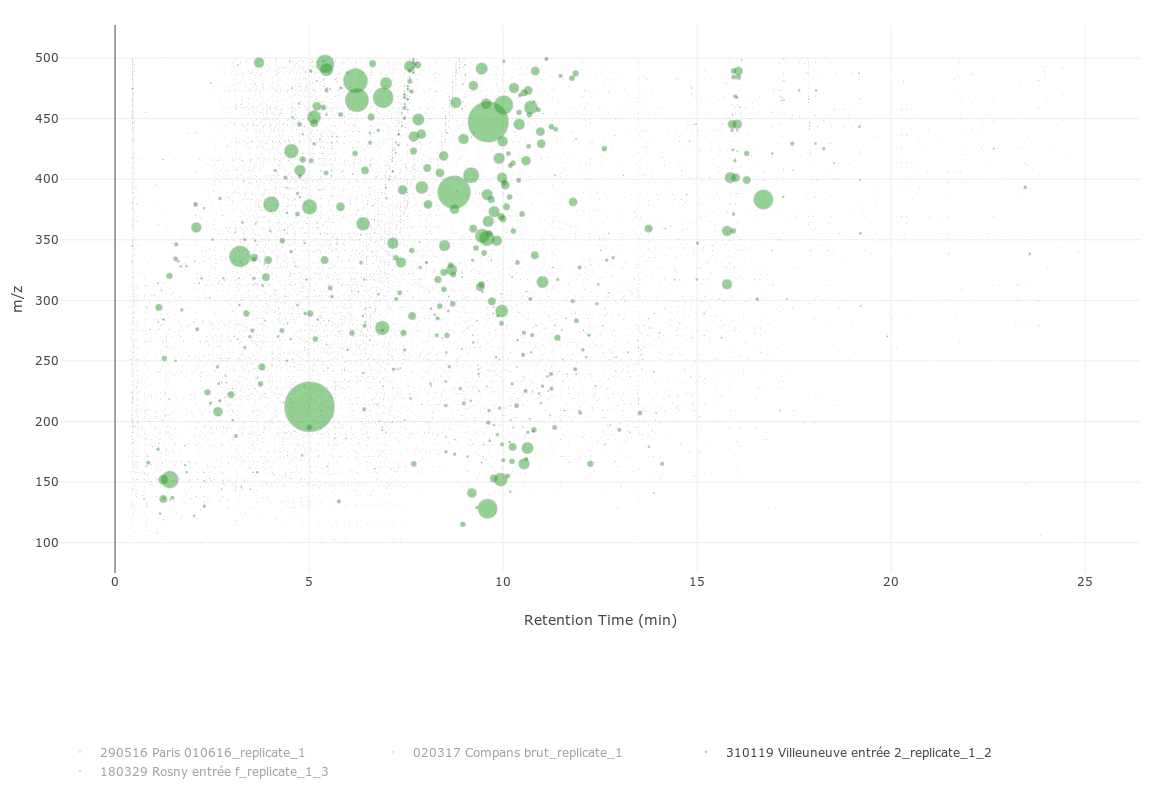 500
450
400
350
300
250
200
150
100
m/z
0 5 10 15 20 25
Retention Time (min)
290516 Paris 010616_replicate_1 020317 Compans brut_replicate_1 310119 Villeuneuve entrée 2_replicate_1_2
180329 Rosny entrée f_replicate_1_3